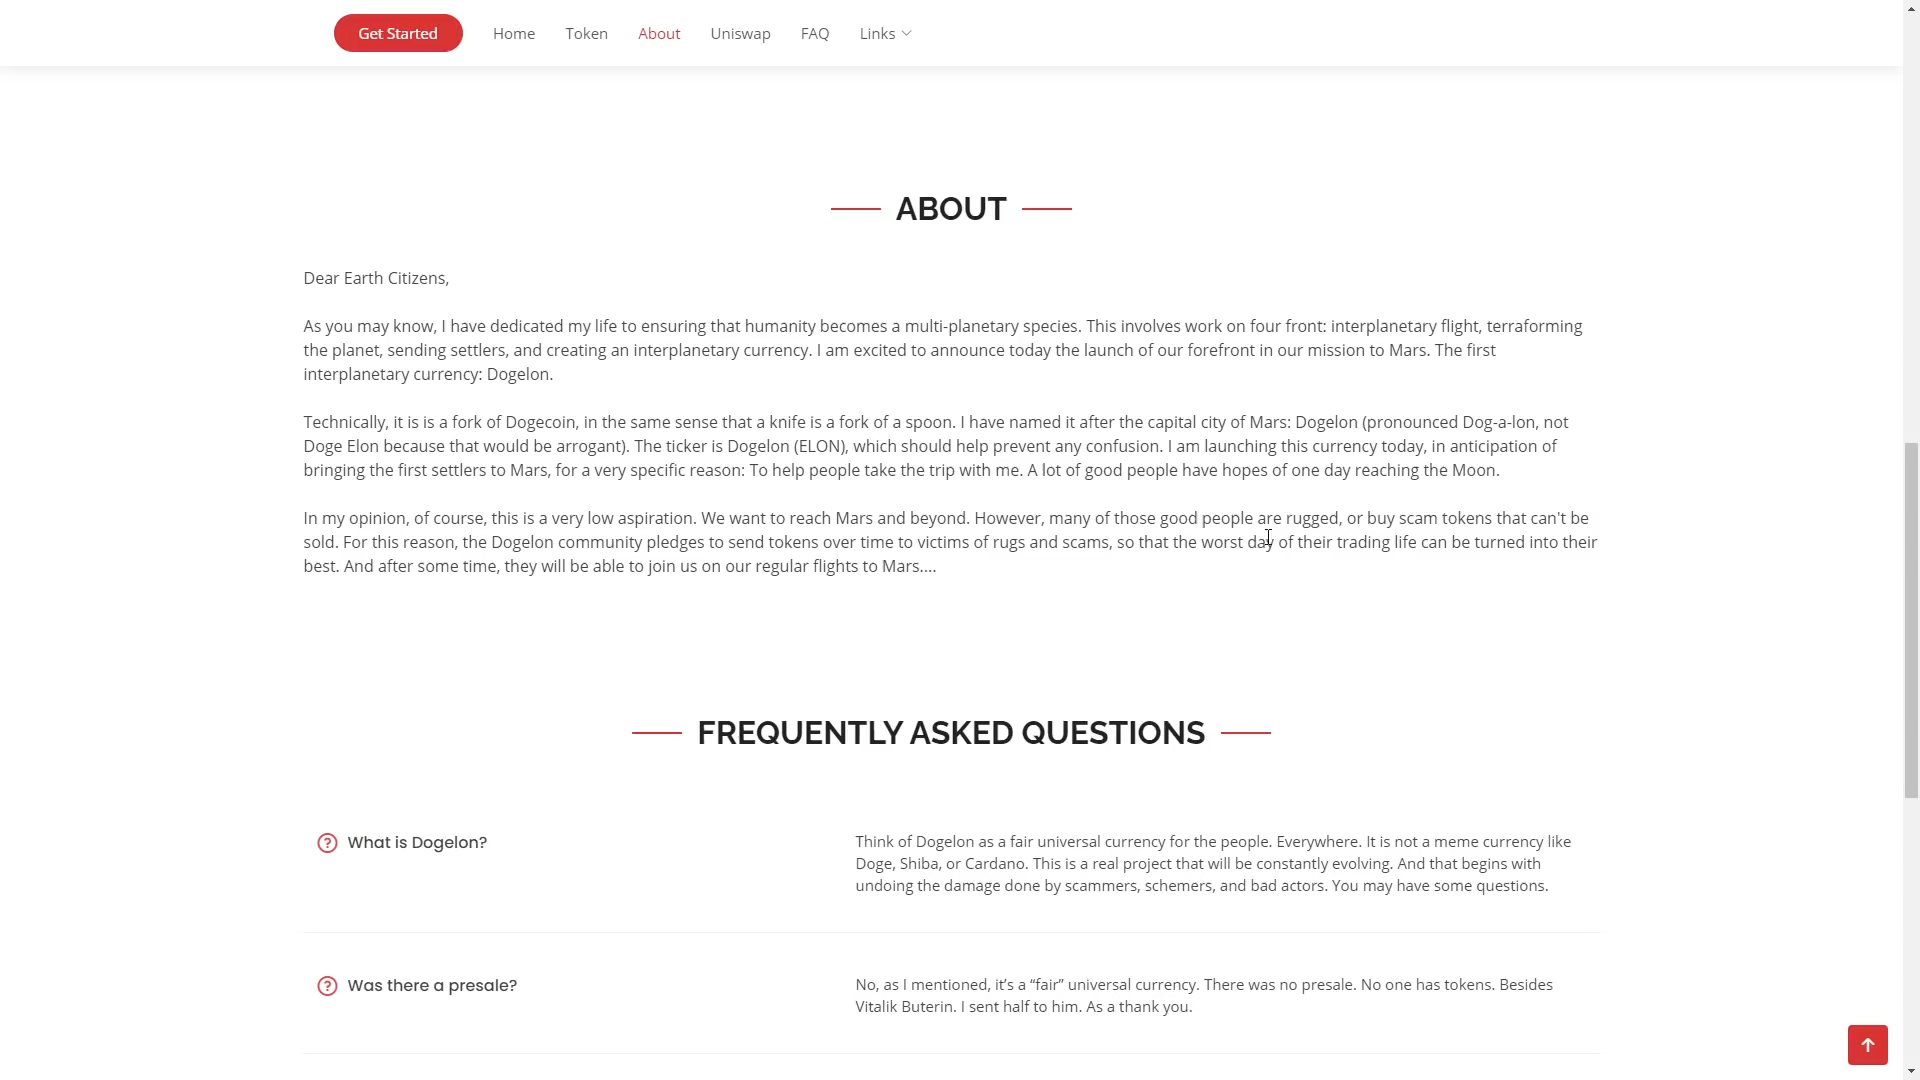 Get Started
Home
Token
About
Uniswap
FAQ
Links
ABOUT
Dear Earth Citizens,
As you may know, I have dedicated my life to ensuring that humanity becomes a multi-planetary species. This involves work on four front: interplanetary flight, terraforming
the planet, sending settlers, and creating an interplanetary currency. I am excited to announce today the launch of our forefront in our mission to Mars. The first
interplanetary currency: Dogelon.
Technically, it is is a fork of Dogecoin, in the same sense that a knife is a fork of a spoon. I have named it after the capital city of Mars: Dogelon (pronounced Dog-a-lon, not
Doge Elon because that would be arrogant). The ticker is Dogelon (ELON), which should help prevent any confusion. I am launching this currency today, in anticipation of
bringing the first settlers to Mars, for a very specific reason: To help people take the trip with me. A lot of good people have hopes of one day reaching the Moon.
In my opinion, of course, this is a very low aspiration. We want to reach Mars and beyond. However, many of those good people are rugged, or buy scam tokens that can't be
sold. For this reason, the Dogelon community pledges to send tokens over time to victims of rugs and scams, so that the worst day of their trading life can be turned into their
best. And after some time, they will be able to join us on our regular flights to Mars....
FREQUENTLY ASKED QUESTIONS
What is Dogelon?
Think of Dogelon as a fair universal currency for the people. Everywhere. It is not a meme currency like
Doge, Shiba, or Cardano. This is a real project that will be constantly evolving. And that begins with
undoing the damage done by scammers, schemers, and bad actors. You may have some questions.
Was there a presale?
No, as I mentioned, it’s a “fair” universal currency. There was no presale. No one has tokens. Besides
Vitalik Buterin. I sent half to him. As a thank you.